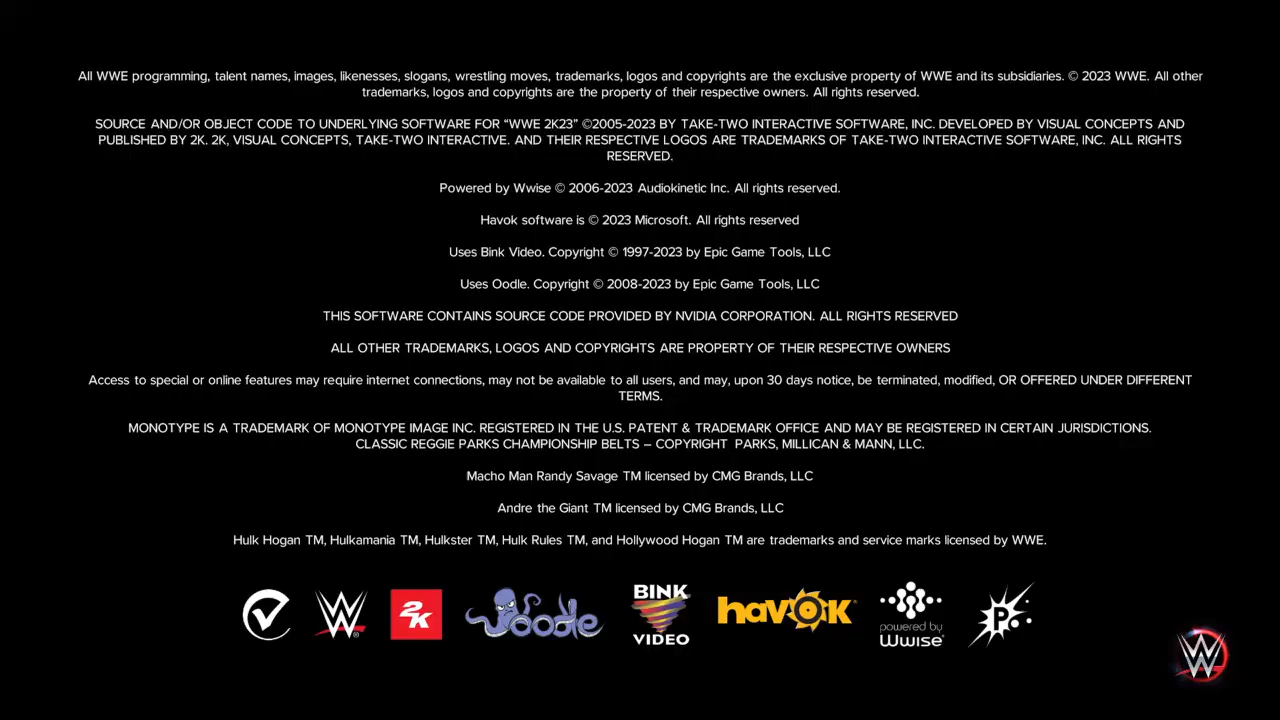 All WWE programming, talent names, images, likenesses, slogans, wrestling moves, trademarks, logos and copyrights are the exclusive property of WWE and its subsidiaries. © 2023 WWE. All other
trademarks, logos and copyrights are the property of their respective owners. All rights reserved.
SOURCE AND/OR OBJECT CODE TO UNDERLYING SOFTWARE FOR “WWE 2K23” ©2005-2023 BY TAKE-TWO INTERACTIVE SOFTWARE, INC. DEVELOPED BY VISUAL CONCEPTS AND
PUBLISHED BY 2K. 2K, VISUAL CONCEPTS, TAKE-TWO INTERACTIVE. AND THEIR RESPECTIVE LOGOS ARE TRADEMARKS OF TAKE-TWO INTERACTIVE SOFTWARE, INC. ALL RIGHTS
RESERVED.
Powered by Wwise © 2006-2023 Audiokinetic Inc. All rights reserved.
Havok software is © 2023 Microsoft. All rights reserved
Uses Bink Video. Copyright © 1997-2023 by Epic Game Tools, LLC
Uses Oodle. Copyright © 2008-2023 by Epic Game Tools, LLC
THIS SOFTWARE CONTAINS SOURCE CODE PROVIDED BY NVIDIA CORPORATION. ALL RIGHTS RESERVED
ALL OTHER TRADEMARKS, LOGOS AND COPYRIGHTS ARE PROPERTY OF THEIR RESPECTIVE OWNERS
Access to special or online features may require internet connections, may not be available to all users, and may, upon 30 days notice, be terminated, modified, OR OFFERED UNDER DIFFERENT
TERMS.
MONOTYPE IS A TRADEMARK OF MONOTYPE IMAGE INC. REGISTERED IN THE U.S. PATENT & TRADEMARK OFFICE AND MAY BE REGISTERED IN CERTAIN JURISDICTIONS.
CLASSIC REGGIE PARKS CHAMPIONSHIP BELTS – COPYRIGHT PARKS, MILLICAN & MANN, LLC.
Macho Man Randy Savage TM licensed by CMG Brands, LLC
Andre the Giant TM licensed by CMG Brands, LLC
Hulk Hogan TM, Hulkamania TM, Hulkster TM, Hulk Rules TM, and Hollywood Hogan TM are trademarks and service marks licensed by WWE.
W ® 2K oodle BINK VIDEO havok ® powered by Wwise P
W